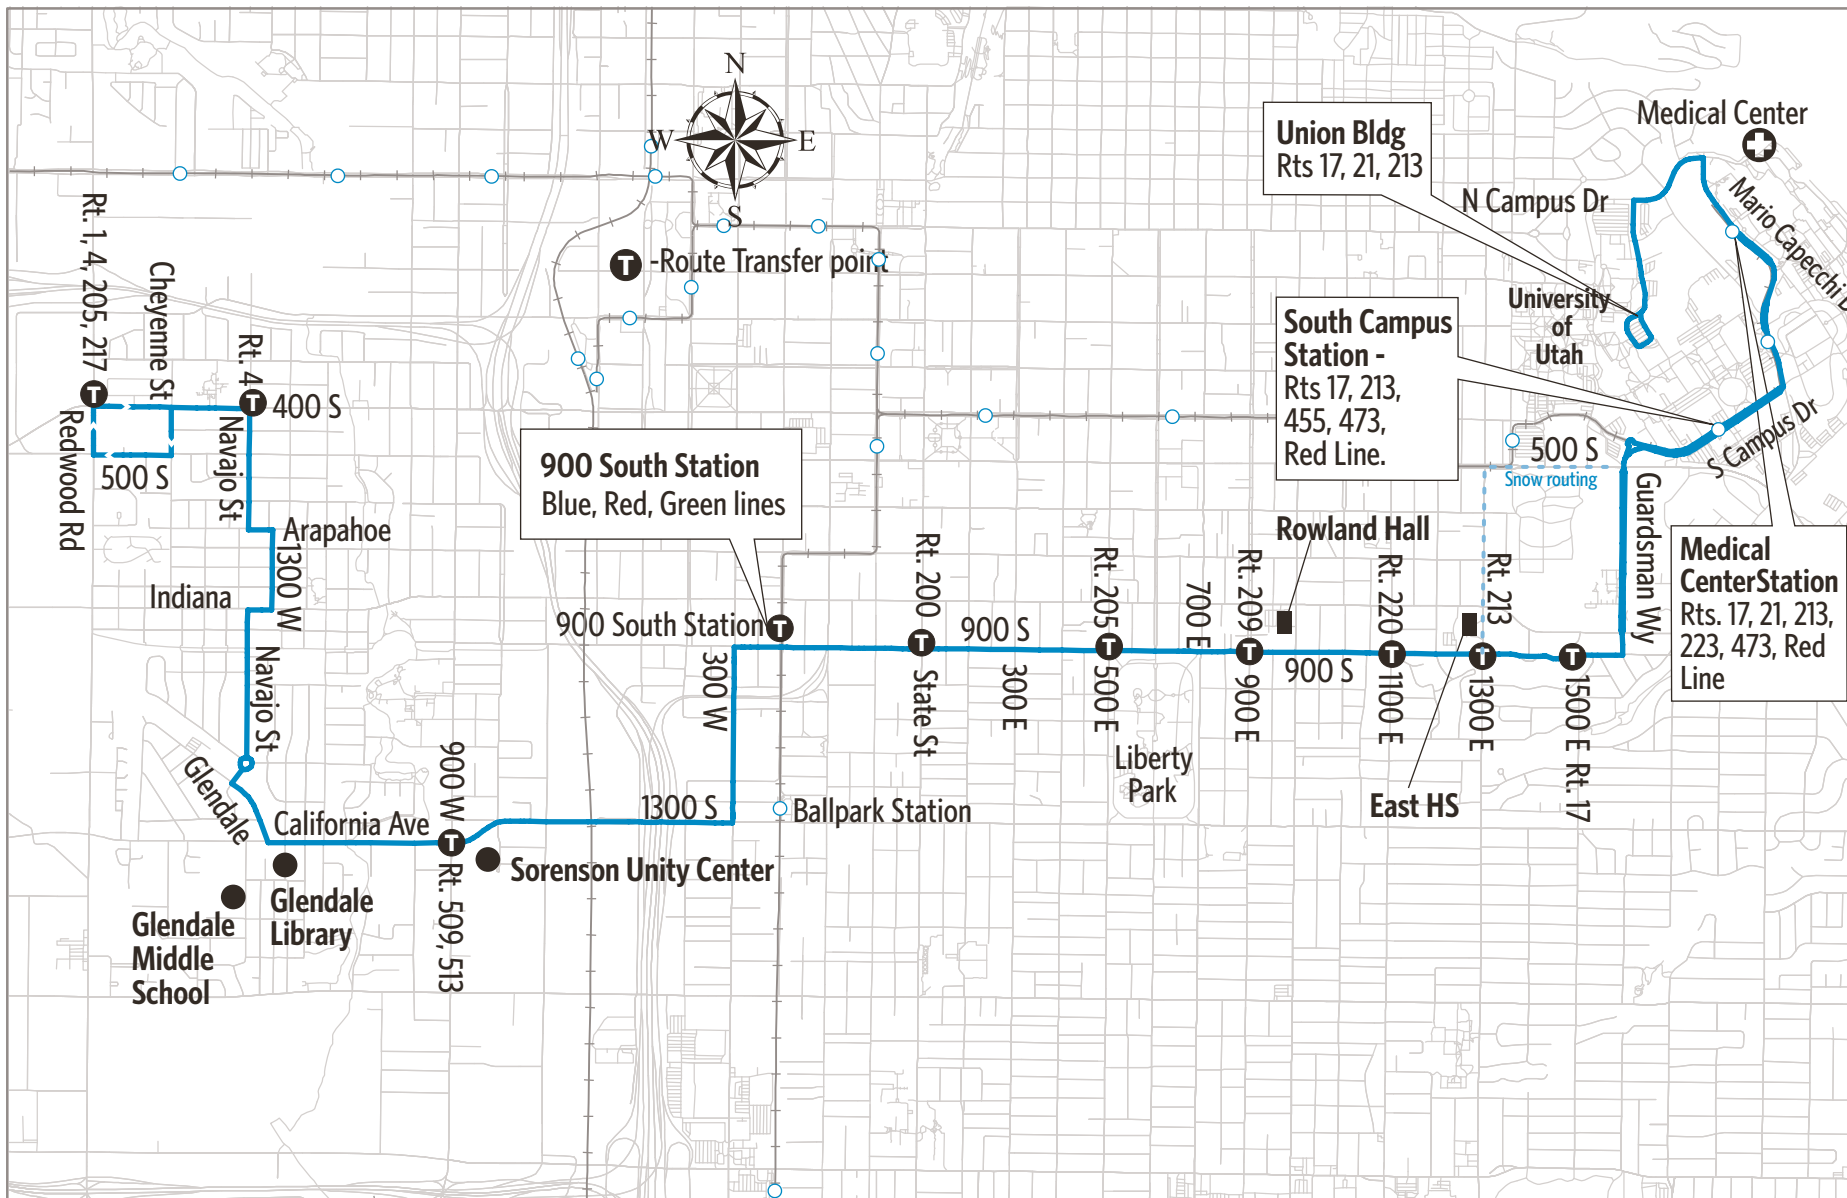 N
W
E
S
Medical Center
Union Bldg
Rts 17, 21, 213
N Campus Dr
Mario Capecchi
Rt. 1, 4, 205, 217
Cheyenne St
-Route Transfer point
T
University
of
Utah
South Campus
Station -
Rts 17, 213,
455, 473,
Red Line.
Rt. 4
T
T
400 S
Redwood Rd
500 S
Navajo St
900 South Station
Blue, Red, Green lines
500 S
Snow routing
S Campus Dr
Guardsman Wy
Arapahoe
1300 W
Indiana
Rowland Hall
Medical
CenterStation
Rts. 17, 21, 213,
223, 473, Red
Line
900 South Station
T
Rt. 200
T
900 S
Rt. 205
T
700 E
Rt. 209
T
900 S
Rt. 220
T
Rt. 213
T
T
300 W
State St
300 E
500 E
900 E
1100 E
1300 E
1500 E Rt. 17
Navajo St
Liberty
Park
East HS
Glendale
California Ave
900 W
T
1300 S
Ballpark Station
Rt. 509, 513
Sorenson Unity Center
Glendale
Library
Glendale
Middle
School